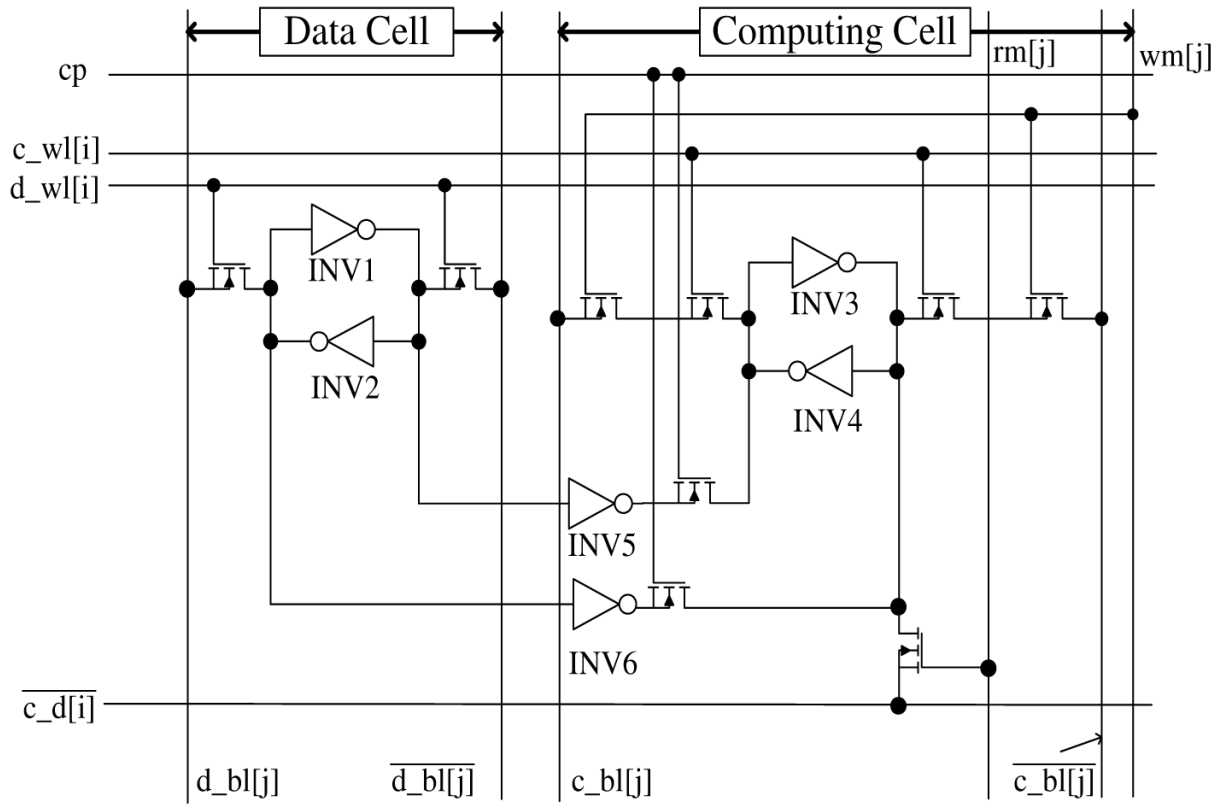 Data Cell
Computing Cell
rm[j]
wm[j]
cp
c_wl[i]
d_wl[i]
INV1
INV3
INV2
INV4
INV5
INV6
c_d[i]
d_bl[j]
d_bl[j]
c_bl[j]
c_bl[j]